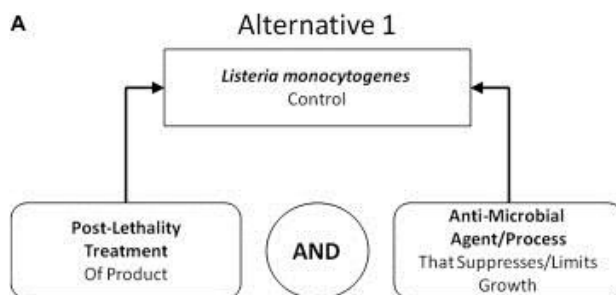 A
Alternative 1
Listeria monocytogenes
Control
Post-Lethality
Treatment
Of Product
AND
Anti-Microbial
Agent/Process
That Suppresses/Limits
Growth